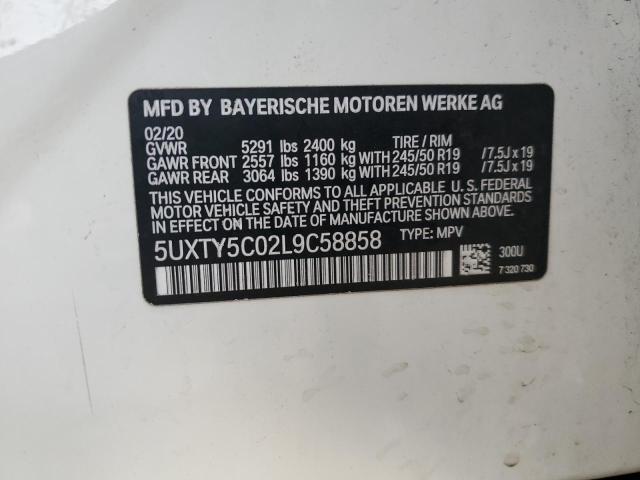 MFD BY BAYERISCHE MOTOREN WERKE AG
02/20
GVWR 5291 lbs 2400 kg TIRE / RIM
GAWR FRONT 2557 lbs 1160 kg WITH 245/50 R19 /7.5J x 19
GAWR REAR 3064 lbs 1390 kg WITH 245/50 R19 /7.5J x 19
THIS VEHICLE CONFORMS TO ALL APPLICABLE U. S. FEDERAL
MOTOR VEHICLE SAFETY AND THEFT PREVENTION STANDARDS
IN EFFECT ON THE DATE OF MANUFACTURE SHOWN ABOVE.
5UXTY5C02L9C58858 TYPE: MPV
300U
7 320 730